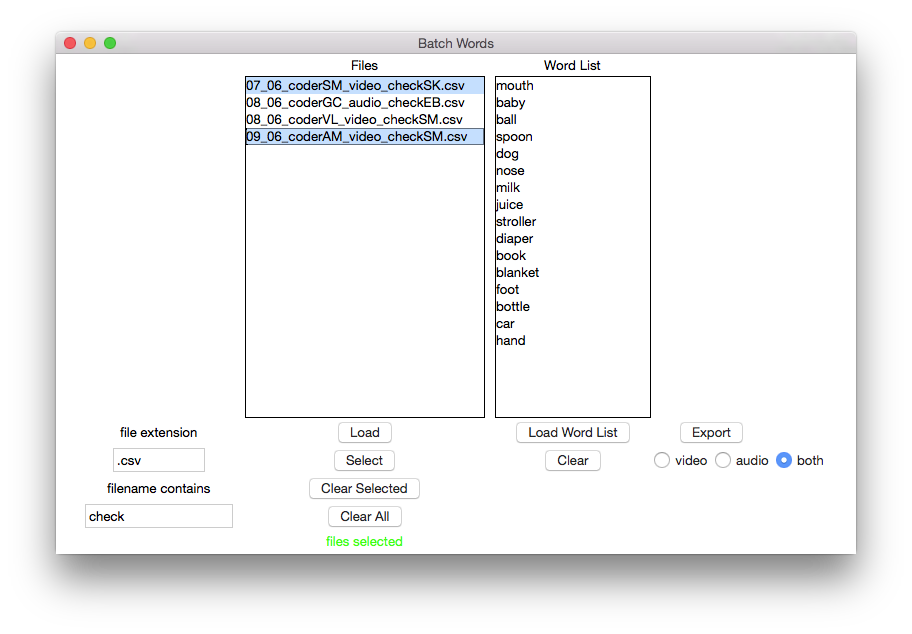 Batch Words
Files
Word List
07_06_coderSM_video_checkSK.csv
08_06_coderGC_audio_checkEB.csv
08_06_coderVL_video_checkSM.csv
09_06_coderAM_video_checkSM.csv
mouth
baby
ball
spoon
dog
nose
milk
juice
stroller
diaper
book
blanket
foot
bottle
car
hand
file extension
Load
Load Word List
Export
.csv
Select
Clear
video
audio
both
filename contains
Clear Selected
check
Clear All
files selected